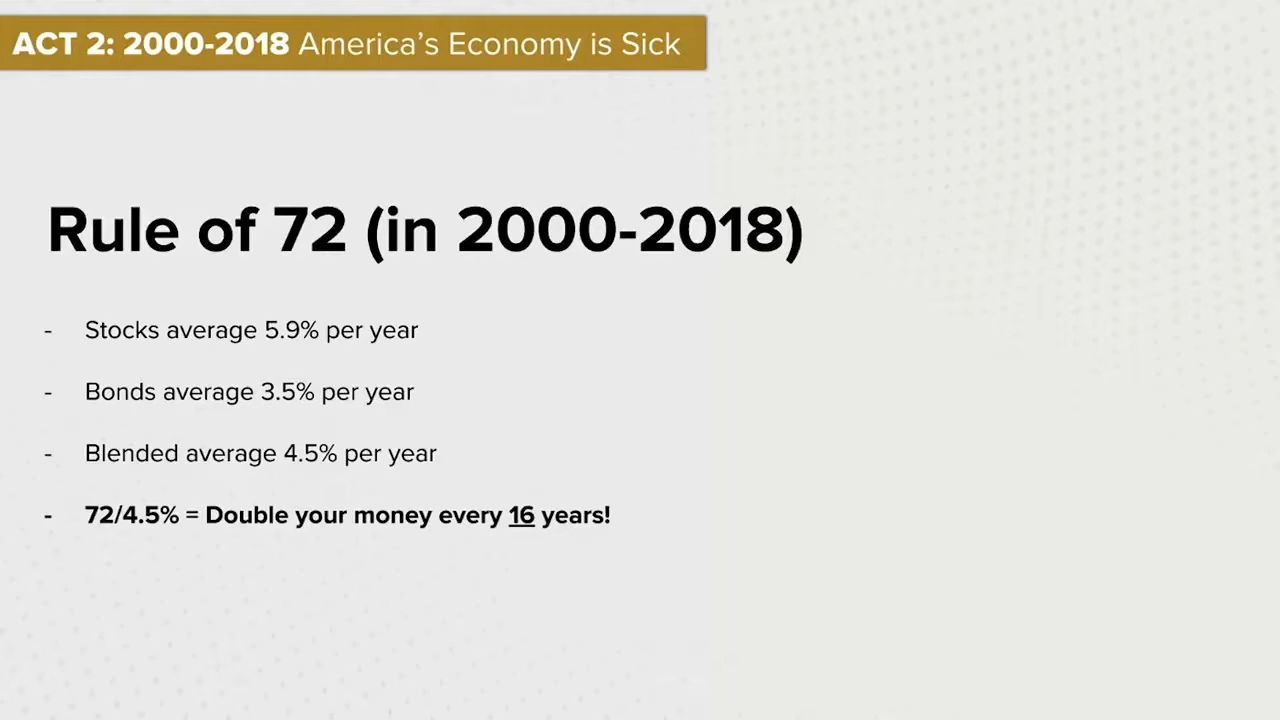 ACT 2: 2000-2018 America's Economy is Sick
Rule of 72 (in 2000-2018)
- Stocks average 5.9% per year
- Bonds average 3.5% per year
- Blended average 4.5% per year
- 72/4.5% = Double your money every 16 years!